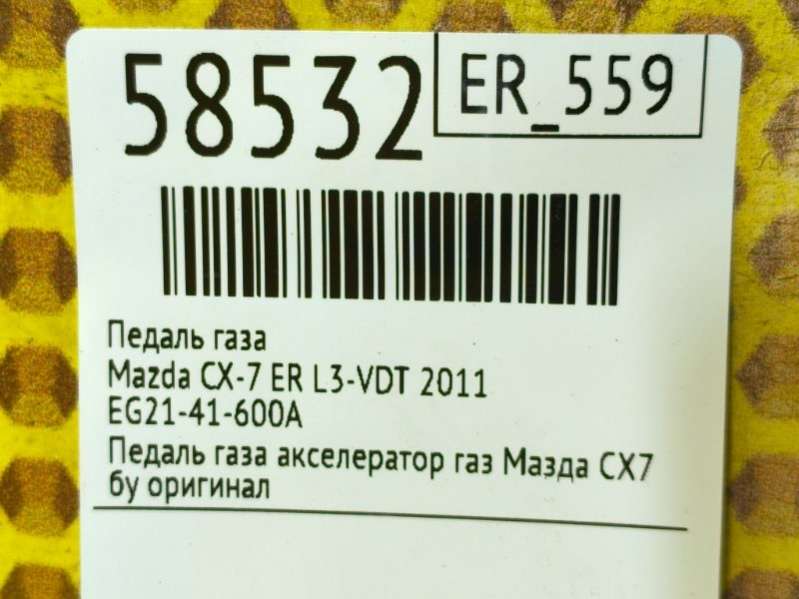 58532
ER_559
Педаль газа
Mazda CX-7 ER L3-VDT 2011
EG21-41-600A
Педаль газа акселератор газ Мазда CX7
бу оригинал